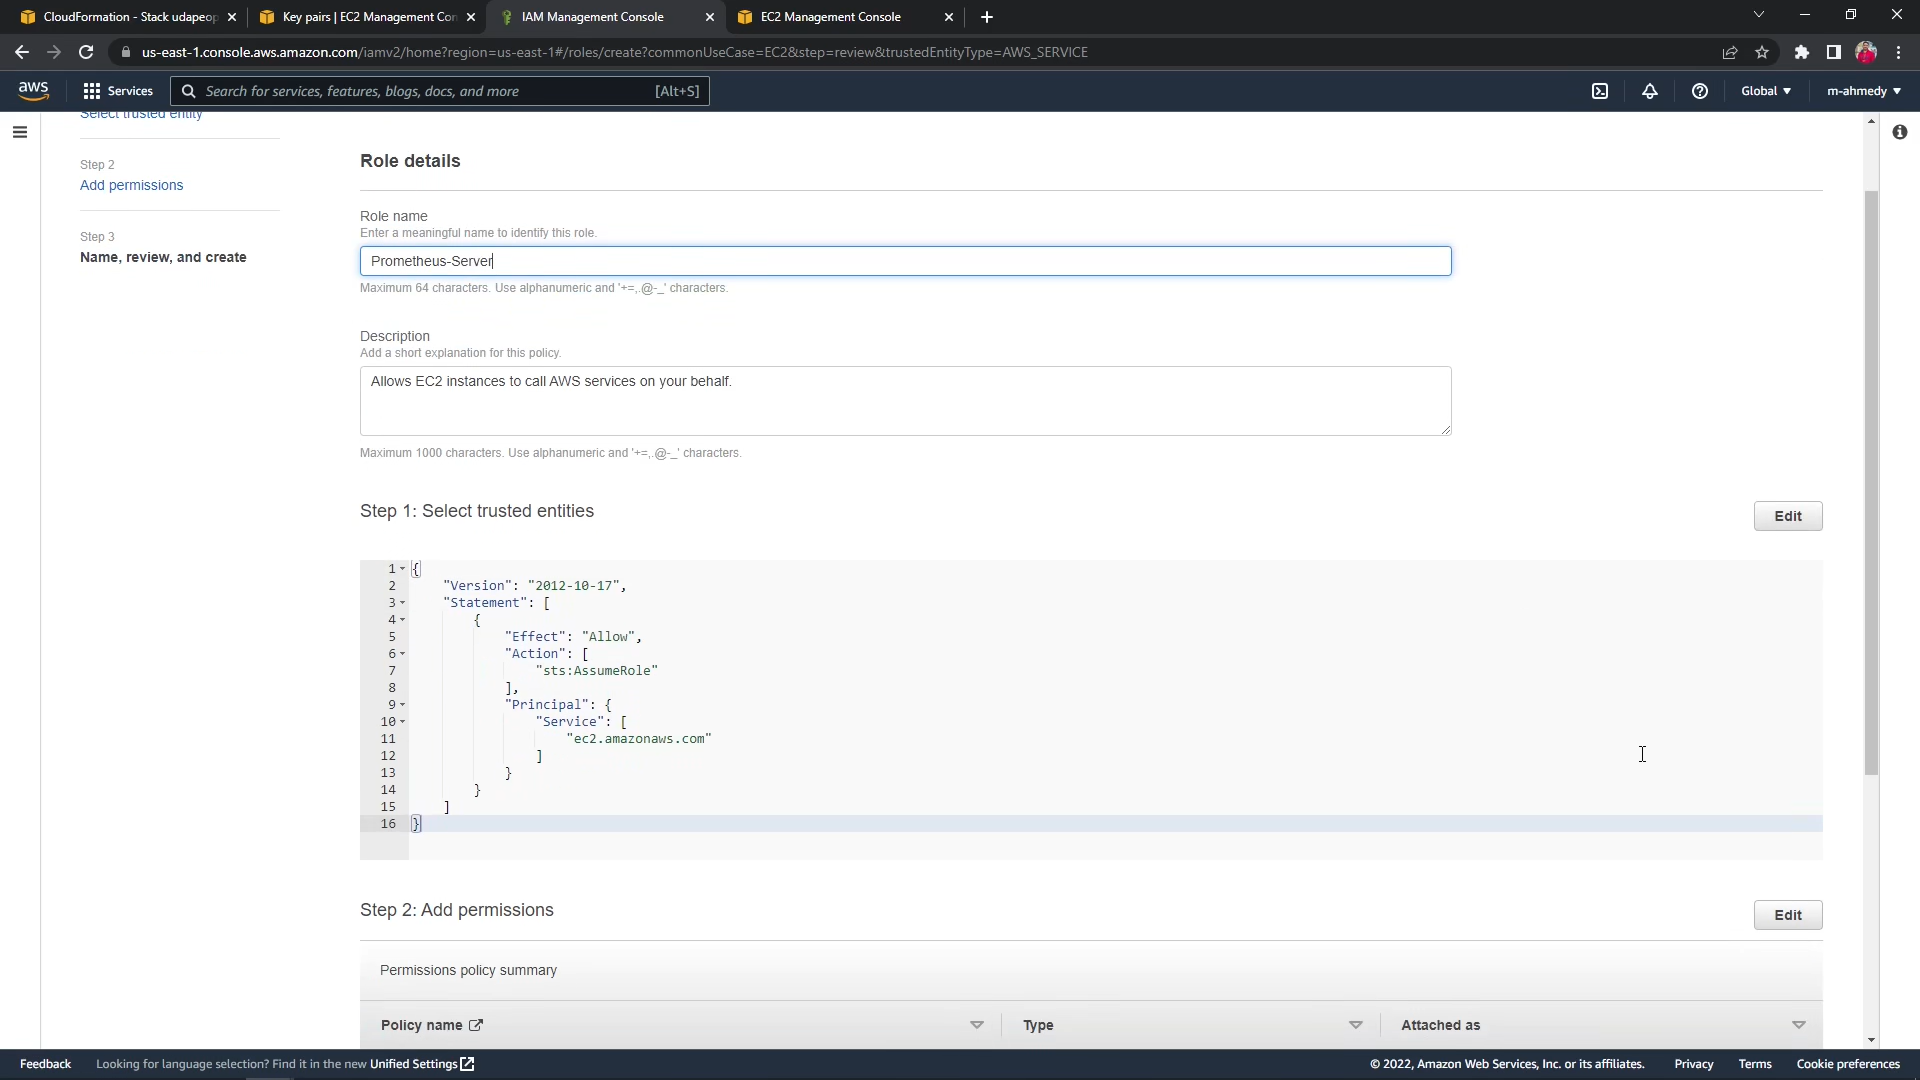 CloudFormation - Stack udapeop
Key pairs | EC2 Management Con
IAM Management Console
EC2 Management Console
us-east-1.console.aws.amazon.com/iamv2/home?region=us-east-1#/roles/create?commonUseCase=EC2&step=review&trustedEntityType=AWS_SERVICE
aws
Services
Search for services, features, blogs, docs, and more
[Alt+S]
Global
m-ahmedy
Select trusted entity
Step 2
Add permissions
Step 3
Name, review, and create
Role details
Role name
Enter a meaningful name to identify this role.
Prometheus-Server
Maximum 64 characters. Use alphanumeric and '+=,.@-_' characters.
Description
Add a short explanation for this policy.
Allows EC2 instances to call AWS services on your behalf.
Maximum 1000 characters. Use alphanumeric and '+=,.@-_' characters.
Step 1: Select trusted entities
Edit
1 {
2 "Version": "2012-10-17",
3 "Statement": [
4 {
5 "Effect": "Allow",
6 "Action": [
7 "sts:AssumeRole"
8 ],
9 "Principal": {
10 "Service": [
11 "ec2.amazonaws.com"
12 ]
13 }
14 }
15 ]
16 }
Step 2: Add permissions
Edit
Permissions policy summary
Policy name
Type
Attached as
Feedback
Looking for language selection? Find it in the new Unified Settings
© 2022, Amazon Web Services, Inc. or its affiliates.
Privacy
Terms
Cookie preferences